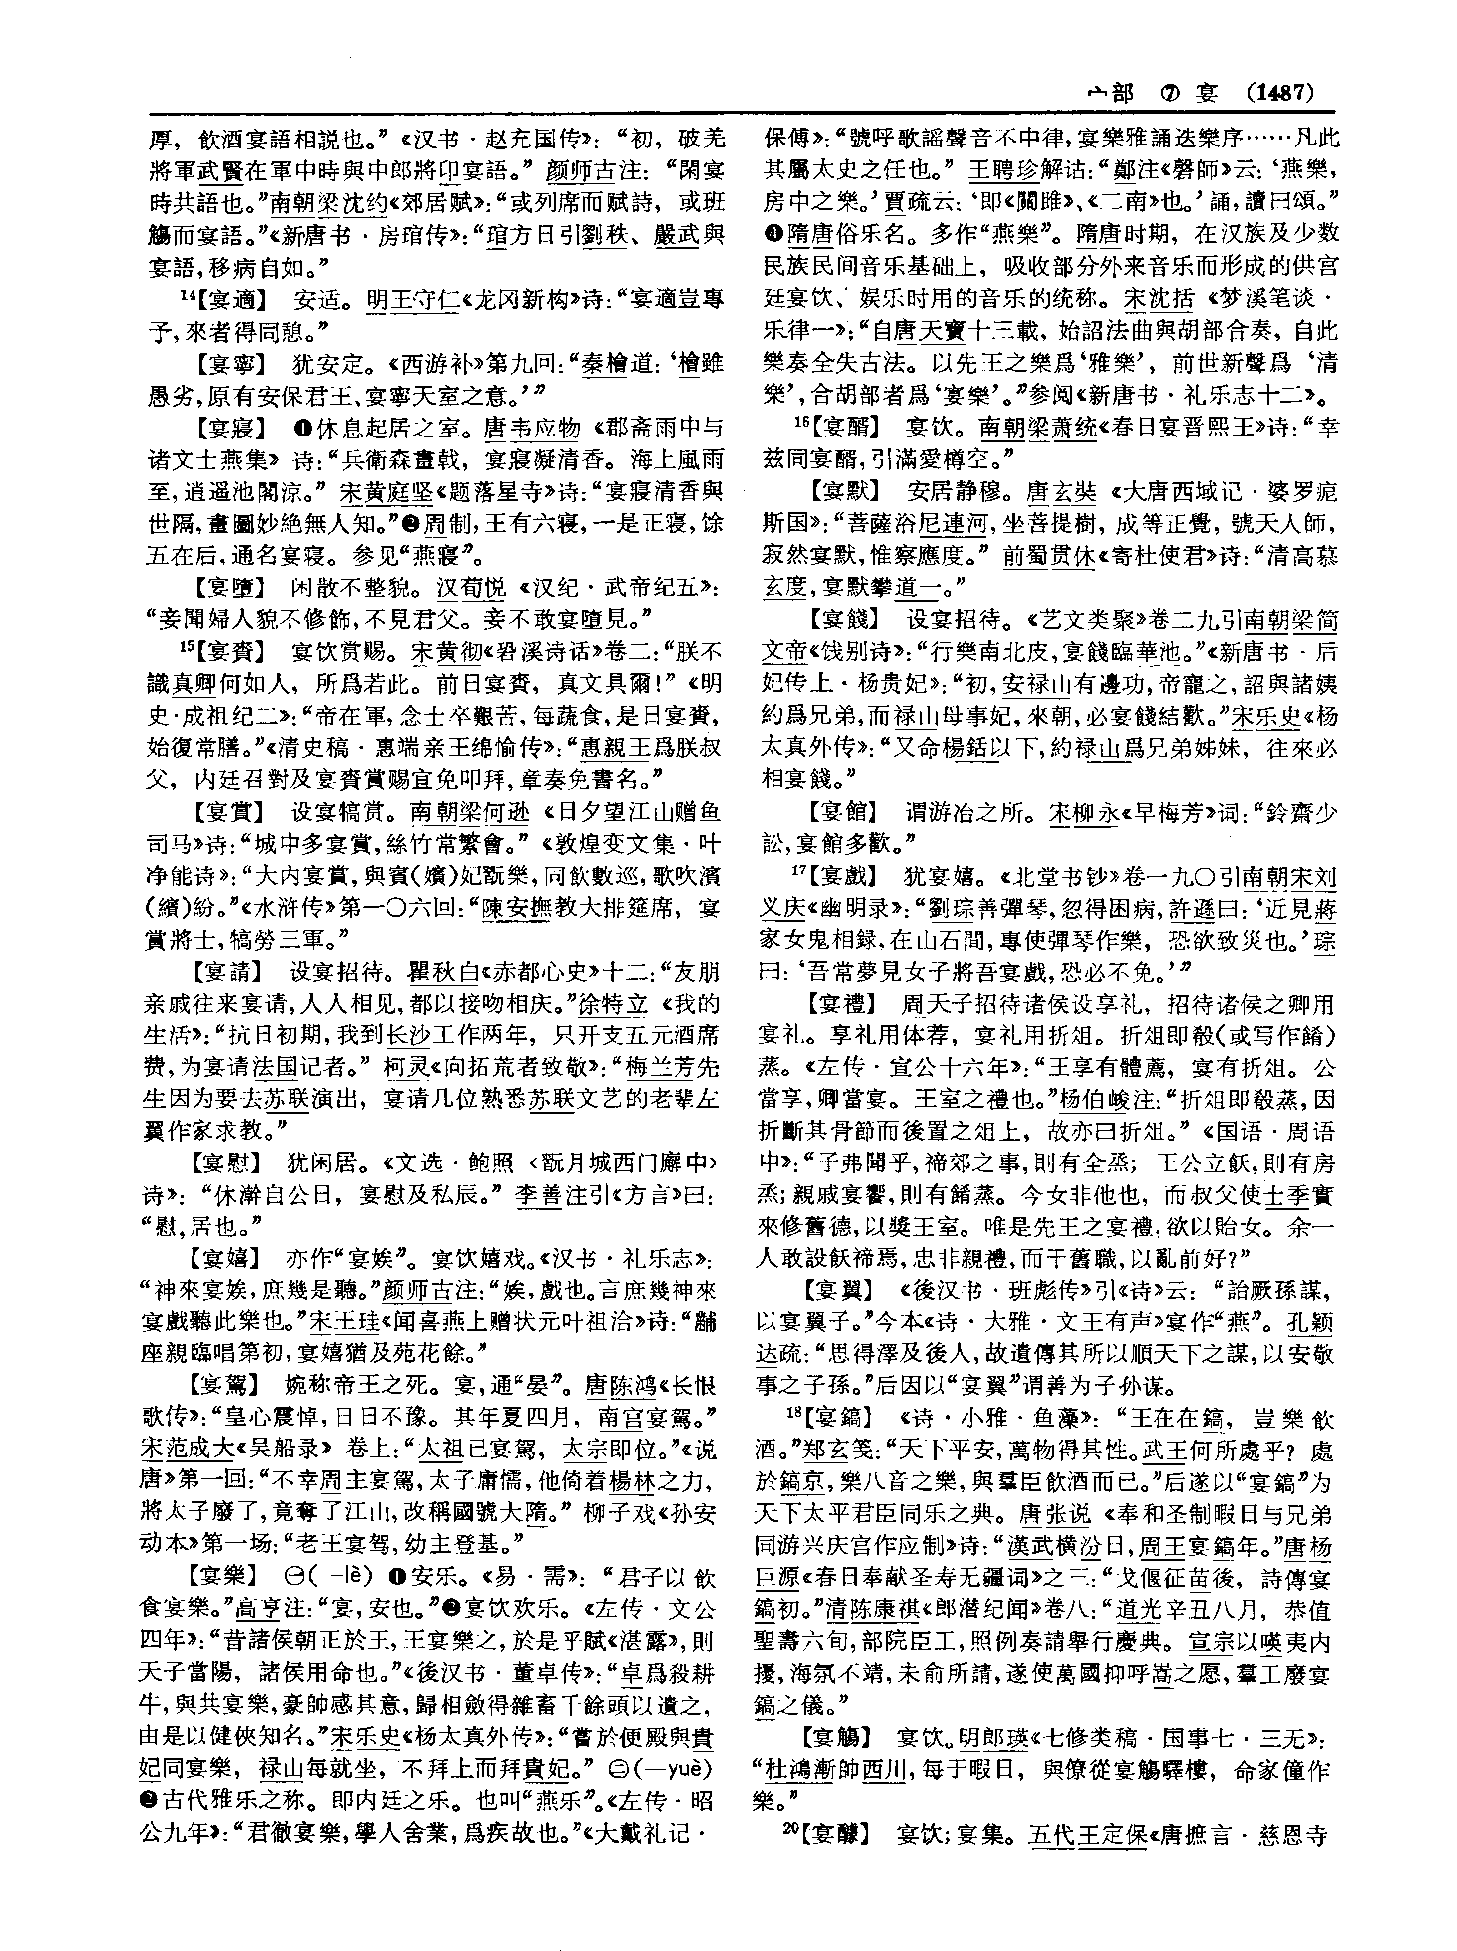 宀部 ⑦ 宴 (1487)
厚，飲酒宴語相説也。”《汉书·赵充国传》：“初，破羌
將軍武賢在軍中時與中郎將卬宴語。”颜师古注：“閑宴
時共語也。”南朝梁沈约《郊居赋》：“或列席而赋詩，或班
觴而宴語。”《新唐书·房琯传》：“琯方日引劉秩、嚴武與
宴語，移病自如。”
¹⁴【宴適】 安适。明王守仁《龙冈新构》诗：“宴適豈專
予，來者得同憩。”
【宴寧】 犹安定。《西游补》第九回：“秦檜道：‘檜雖
愚劣，原有安保君王、宴寧天室之意。’”
【宴寢】 ❶休息起居之室。唐韦应物《郡斋雨中与
诸文士燕集》诗：“兵衛森畫戟，宴寢凝清香。海上風雨
至，逍遥池閣涼。”宋黄庭坚《题落星寺》诗：“宴寢清香與
世隔，畫圖妙絶無人知。”❷周制，王有六寝，一是正寝，馀
五在后，通名宴寝。参见“燕寢”。
【宴墮】 闲散不整貌。汉荀悦《汉纪·武帝纪五》：
“妾聞婦人貌不修飾，不見君父。妾不敢宴墮見。”
¹⁵【宴賚】 宴饮赏赐。宋黄彻《䂬溪诗话》卷二：“朕不
識真卿何如人，所爲若此。前日宴賚，真文具爾！”《明
史·成祖纪二》：“帝在軍，念士卒艱苦，每蔬食，是日宴賚，
始復常膳。”《清史稿·惠端亲王绵愉传》：“惠親王爲朕叔
父，内廷召對及宴賚賞赐宜免叩拜，章奏免書名。”
【宴賞】 设宴犒赏。南朝梁何逊《日夕望江山赠鱼
司马》诗：“城中多宴賞，絲竹常繁會。”《敦煌变文集·叶
净能诗》：“大内宴賞，與賓(嬪)妃翫樂，同飲數巡，歌吹濱
(繽)紛。”《水浒传》第一〇六回：“陳安撫教大排筵席，宴
賞將士，犒勞三軍。”
【宴請】 设宴招待。瞿秋白《赤都心史》十二：“友朋
亲戚往来宴请，人人相见，都以接吻相庆。”徐特立《我的
生活》：“抗日初期，我到长沙工作两年，只开支五元酒席
费，为宴请法国记者。”柯灵《向拓荒者致敬》：“梅兰芳先
生因为要去苏联演出，宴请几位熟悉苏联文艺的老辈左
翼作家求教。”
【宴慰】 犹闲居。《文选·鲍照〈翫月城西门廨中〉
诗》：“休澣自公日，宴慰及私辰。”李善注引《方言》曰：
“慰，居也。”
【宴嬉】 亦作“宴娭”。宴饮嬉戏。《汉书·礼乐志》：
“神來宴娭，庶幾是聽。”颜师古注：“娭，戲也。言庶幾神來
宴戲聽此樂也。”宋王珪《闻喜燕上赠状元叶祖洽》诗：“黼
座親臨唱第初，宴嬉猶及苑花餘。”
【宴駕】 婉称帝王之死。宴，通“晏”。唐陈鸿《长恨
歌传》：“皇心震悼，日日不豫。其年夏四月，南宫宴駕。”
宋范成大《吴船录》卷上：“太祖已宴駕，太宗即位。”《说
唐》第一回：“不幸周主宴駕，太子庸懦，他倚着楊林之力，
將太子廢了，竟奪了江山，改稱國號大隋。”柳子戏《孙安
动本》第一场：“老王宴驾，幼主登基。”
【宴樂】 ㊀(-lè) ❶安乐。《易·需》：“君子以飲
食宴樂。”高亨注：“宴，安也。”❷宴饮欢乐。《左传·文公
四年》：“昔諸侯朝正於王，王宴樂之，於是乎賦《湛露》，則
天子當陽，諸侯用命也。”《後汉书·董卓传》：“卓爲殺耕
牛，與共宴樂，豪帥感其意，歸相斂得雜畜千餘頭以遺之，
由是以健俠知名。”宋乐史《杨太真外传》：“嘗於便殿與貴
妃同宴樂，禄山每就坐，不拜上而拜貴妃。”㊁(—yuè)
❸古代雅乐之称。即内廷之乐。也叫“燕乐”。《左传·昭
公九年》：“君徹宴樂，學人舍業，爲疾故也。”《大戴礼记·
保傅》：“號呼歌謡聲音不中律，宴樂雅誦迭樂序……凡此
其屬太史之任也。”王聘珍解诂：“鄭注《磬師》云：‘燕樂，
房中之樂。’賈疏云：‘即《關雎》、《二南》也。’誦，讀曰頌。”
❹隋唐俗乐名。多作“燕樂”。隋唐时期，在汉族及少数
民族民间音乐基础上，吸收部分外来音乐而形成的供宫
廷宴饮、娱乐时用的音乐的统称。宋沈括《梦溪笔谈·
乐律一》：“自唐天寶十三載，始詔法曲與胡部合奏，自此
樂奏全失古法。以先王之樂爲‘雅樂’，前世新聲爲‘清
樂’，合胡部者爲‘宴樂’。”参阅《新唐书·礼乐志十二》。
¹⁶【宴醑】 宴饮。南朝梁萧统《春日宴晋熙王》诗：“幸
兹同宴醑，引滿愛樽空。”
【宴默】 安居静穆。唐玄奘《大唐西域记·婆罗痆
斯国》：“菩薩浴尼連河，坐菩提樹，成等正覺，號天人師，
寂然宴默，惟察應度。”前蜀贯休《寄杜使君》诗：“清高慕
玄度，宴默攀道一。”
【宴餞】 设宴招待。《艺文类聚》卷二九引南朝梁简
文帝《饯别诗》：“行樂南北皮，宴餞臨華池。”《新唐书·后
妃传上·杨贵妃》：“初，安禄山有邊功，帝寵之，詔與諸姨
約爲兄弟，而禄山母事妃，來朝，必宴餞結歡。”宋乐史《杨
太真外传》：“又命楊銛以下，約禄山爲兄弟姊妹，往來必
相宴餞。”
【宴館】 谓游冶之所。宋柳永《早梅芳》词：“鈴齋少
訟，宴館多歡。”
¹⁷【宴戲】 犹宴嬉。《北堂书钞》卷一九〇引南朝宋刘
义庆《幽明录》：“劉琮善彈琴，忽得困病，許遜曰：‘近見蔣
家女鬼相録，在山石間，專使彈琴作樂，恐欲致災也。’琮
曰：‘吾常夢見女子將吾宴戲，恐必不免。’”
【宴禮】 周天子招待诸侯设享礼，招待诸侯之卿用
宴礼。享礼用体荐，宴礼用折俎。折俎即殽(或写作餚)
蒸。《左传·宣公十六年》：“王享有體薦，宴有折俎。公
當享，卿當宴。王室之禮也。”杨伯峻注：“折俎即殽蒸，因
折斷其骨節而後置之俎上，故亦曰折俎。”《国语·周语
中》：“子弗聞乎，禘郊之事，則有全烝；王公立飫，則有房
烝；親戚宴饗，則有餚蒸。今女非他也，而叔父使士季實
來修舊德，以獎王室。唯是先王之宴禮，欲以貽女。余一
人敢設飫禘焉，忠非親禮，而干舊職，以亂前好？”
【宴翼】 《後汉书·班彪传》引《诗》云：“詒厥孫謀，
以宴翼子。”今本《诗·大雅·文王有声》宴作“燕”。孔颖
达疏：“思得澤及後人，故遺傳其所以順天下之謀，以安敬
事之子孫。”后因以“宴翼”谓善为子孙谋。
¹⁸【宴鎬】 《诗·小雅·鱼藻》：“王在在鎬，豈樂飲
酒。”郑玄笺：“天下平安，萬物得其性。武王何所處乎？處
於鎬京，樂八音之樂，與羣臣飲酒而已。”后遂以“宴鎬”为
天下太平君臣同乐之典。唐张说《奉和圣制暇日与兄弟
同游兴庆宫作应制》诗：“漢武横汾日，周王宴鎬年。”唐杨
巨源《春日奉献圣寿无疆词》之三：“戈偃征苗後，詩傳宴
鎬初。”清陈康祺《郎潜纪闻》卷八：“道光辛丑八月，恭值
聖壽六旬，部院臣工，照例奏請舉行慶典。宣宗以嘆夷内
擾，海氛不靖，未俞所請，遂使萬國抑呼嵩之愿，羣工廢宴
鎬之儀。”
【宴觴】 宴饮。明郎瑛《七修类稿·国事七·三无》：
“杜鴻漸帥西川，每于暇日，與僚從宴觴驛樓，命家僮作
樂。”
²⁰【宴醵】 宴饮；宴集。五代王定保《唐摭言·慈恩寺